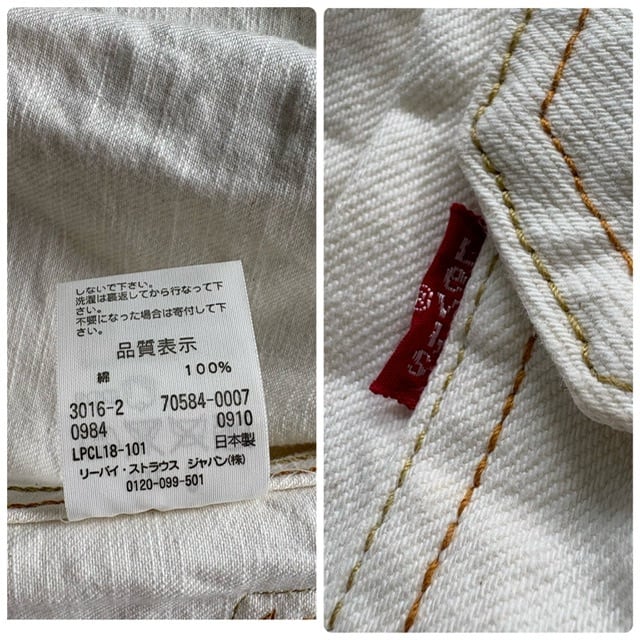 しないで下さい。
洗濯は裏返してから行なって下
さい。
不要になった場合は寄付して下
さい。
品質表示
綿 100%
3016-2 70584-0007
0984 0910
LPCL18-101 日本製
リーバイ・ストラウス ジャパン(株)
0120-099-501
Levi's
®